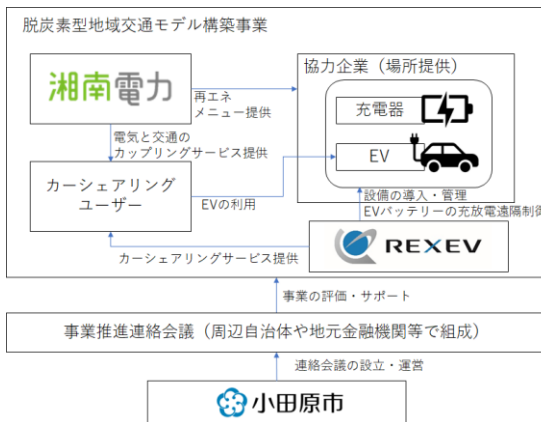 脱炭素型地域交通モデル構築事業
湘南電力
協力企業（場所提供）
充電器
EV
再エネ
メニュー提供
電気と交通の
カップリングサービス提供
カーシェアリング
ユーザー
EVの利用
設備の導入・管理
EVバッテリーの充放電遠隔制御
REXEV
カーシェアリングサービス提供
事業の評価・サポート
事業推進連絡会議（周辺自治体や地元金融機関等で組成）
連絡会議の設立・運営
小田原市